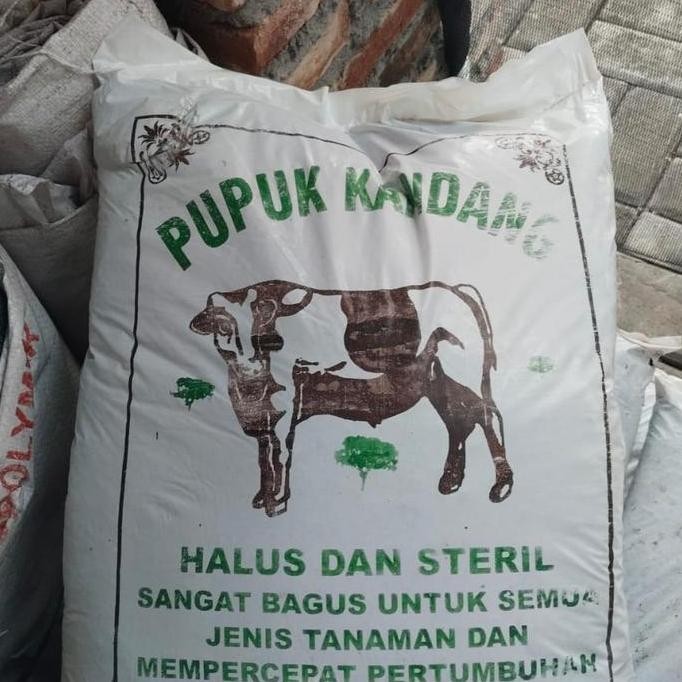 PUPUK KANDANG
HALUS DAN STERIL
SANGAT BAGUS UNTUK SEMUA
JENIS TANAMAN DAN
MEMPERCEPAT PERTUMBUHAN